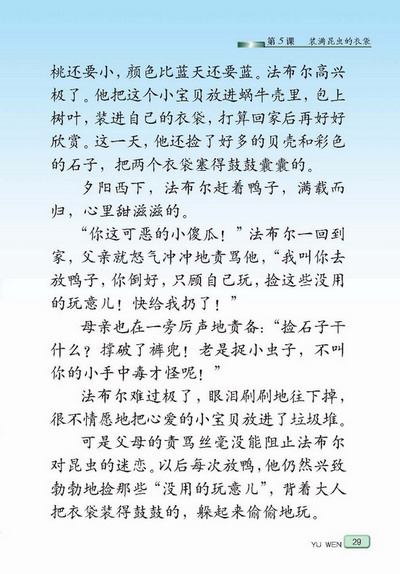 第5课 装满昆虫的衣袋
桃还要小，颜色比蓝天还要蓝。法布尔高兴
极了。他把这个小宝贝放进蜗牛壳里，包上
树叶，装进自己的衣袋，打算回家后再好好
欣赏。这一天，他还捡了好多的贝壳和彩色
的石子，把两个衣袋塞得鼓鼓囊囊的。
夕阳西下，法布尔赶着鸭子，满载而
归，心里甜滋滋的。
“你这可恶的小傻瓜！”法布尔一回到
家，父亲就怒气冲冲地责骂他，“我叫你去
放鸭子，你倒好，只顾自己玩，捡这些没用
的玩意儿！快给我扔了！”
母亲也在一旁厉声地责备：“捡石子干
什么？撑破了裤兜！老是捉小虫子，不叫
你的小手中毒才怪呢！”
法布尔难过极了，眼泪刷刷地往下掉，
很不情愿地把心爱的小宝贝放进了垃圾堆。
可是父母的责骂丝毫没能阻止法布尔
对昆虫的迷恋。以后每次放鸭，他仍然兴致
勃勃地捡那些“没用的玩意儿”，背着大人
把衣袋装得鼓鼓的，躲起来偷偷地玩。
YU WEN 29